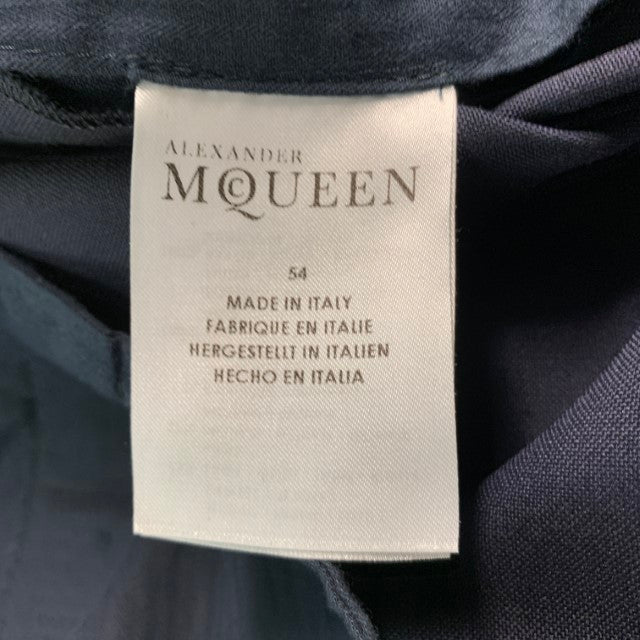 ALEXANDER
MCQUEEN
54
MADE IN ITALY
FABRIQUE EN ITALIE
HERGESTELLT IN ITALIEN
HECHO EN ITALIA